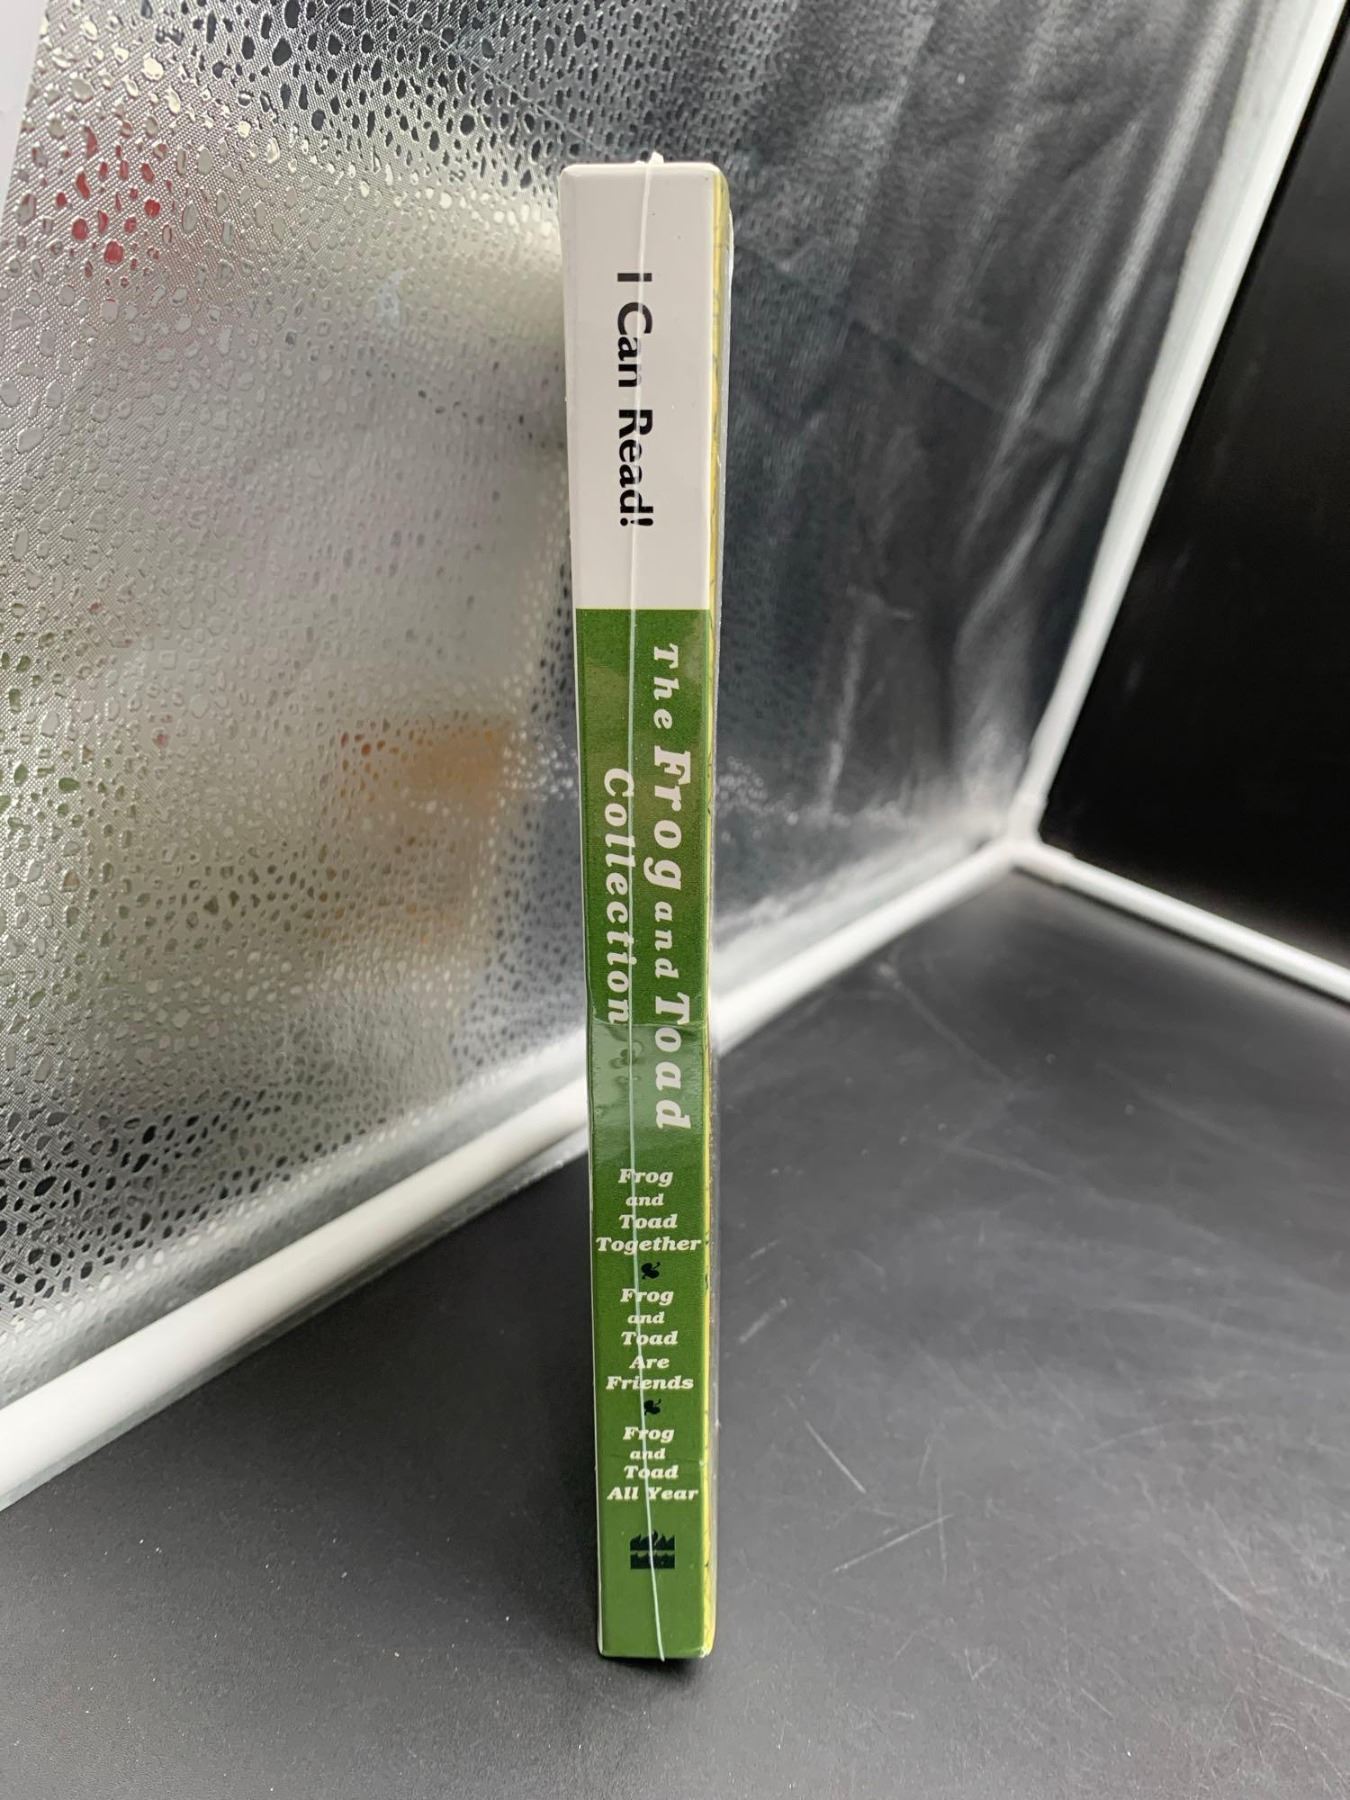 I Can Read!
The Frog and Toad
Collection
Frog
and
Toad
Together
Frog
and
Toad
Are
Friends
Frog
and
Toad
All Year